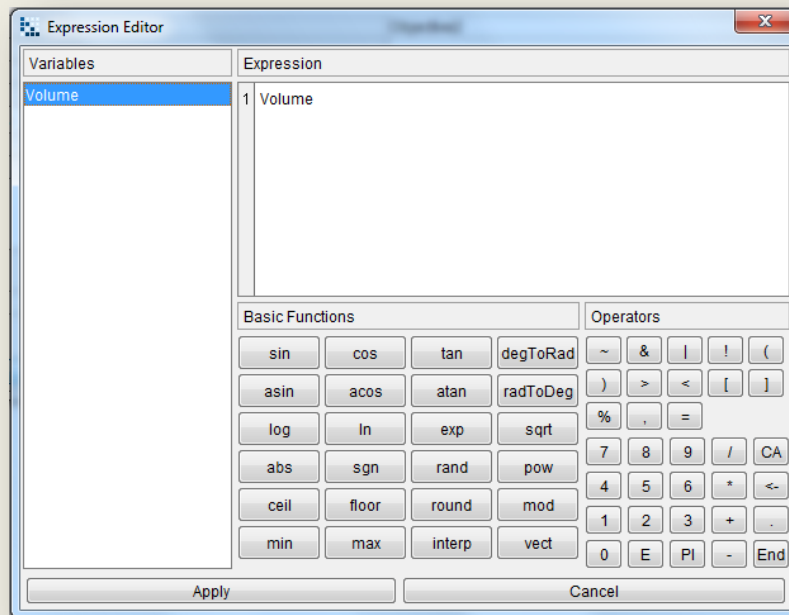 Expression Editor
Variables
Expression
Volume
1 Volume
Basic Functions
Operators
sin cos tan degToRad ~ & | ! (
asin acos atan radToDeg ) > < [ ]
log ln exp sqrt % , =
abs sgn rand pow 7 8 9 / CA
ceil floor round mod 4 5 6 * <-
min max interp vect 1 2 3 + .
0 E PI - End
Apply
Cancel